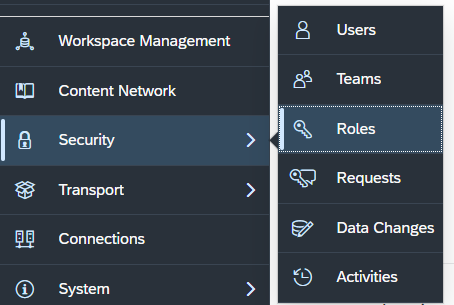 Workspace Management
Content Network
Security
Transport
Connections
System
Users
Teams
Roles
Requests
Data Changes
Activities